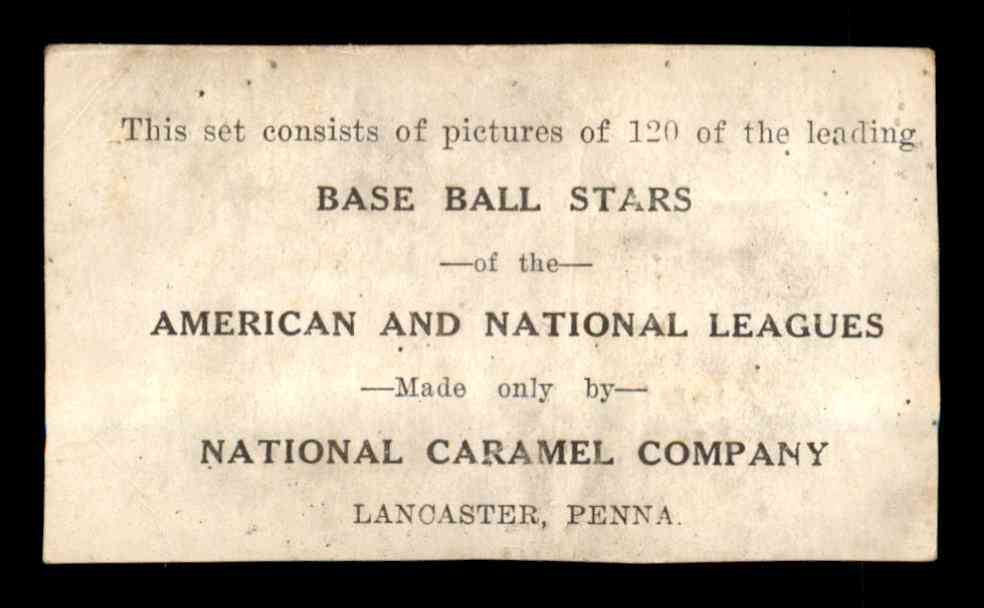 This set consists of pictures of 120 of the leading
BASE BALL STARS
—of the—
AMERICAN AND NATIONAL LEAGUES
—Made only by—
NATIONAL CARAMEL COMPANY
LANCASTER, PENNA.